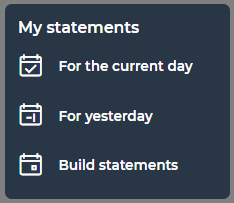 My statements
For the current day
For yesterday
Build statements